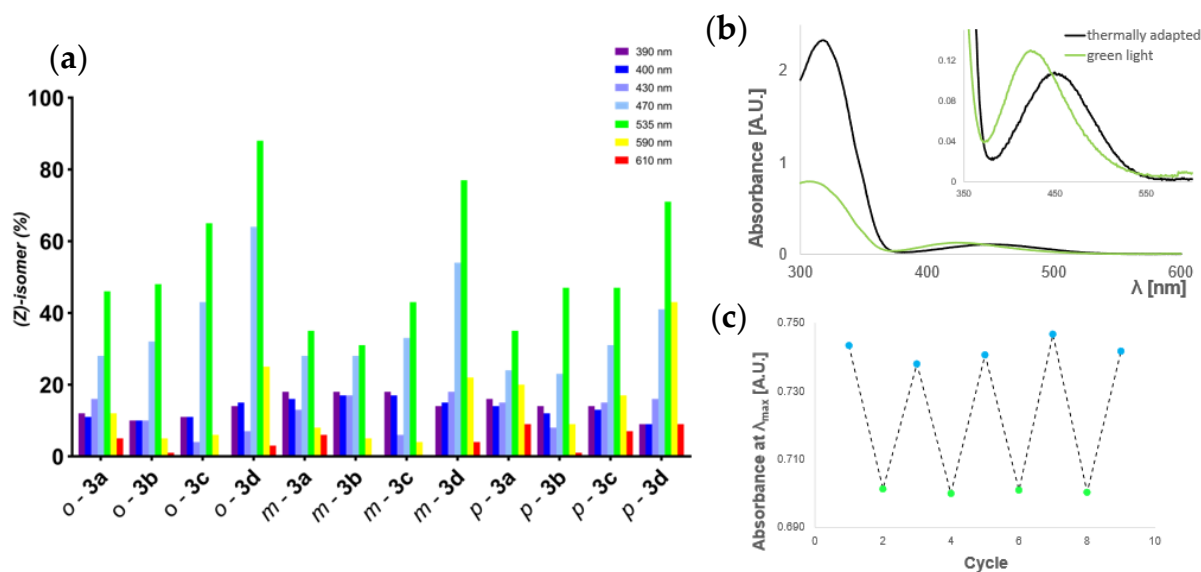 (a)
390 nm
400 nm
430 nm
470 nm
535 nm
590 nm
610 nm
(Z)-isomer (%)
100
80
60
40
20
0
o - 3a
o - 3b
o - 3c
o - 3d
m - 3a
m - 3b
m - 3c
m - 3d
p - 3a
p - 3b
p - 3c
p - 3d
(b)
thermally adapted
green light
Absorbance [A.U.]
2
1
0
300
400
500
600
λ [nm]
0.12
0.08
0.04
0
350
450
550
(c)
Absorbance at λmax [A.U.]
0.750
0.730
0.710
0.690
0
2
4
6
8
10
Cycle